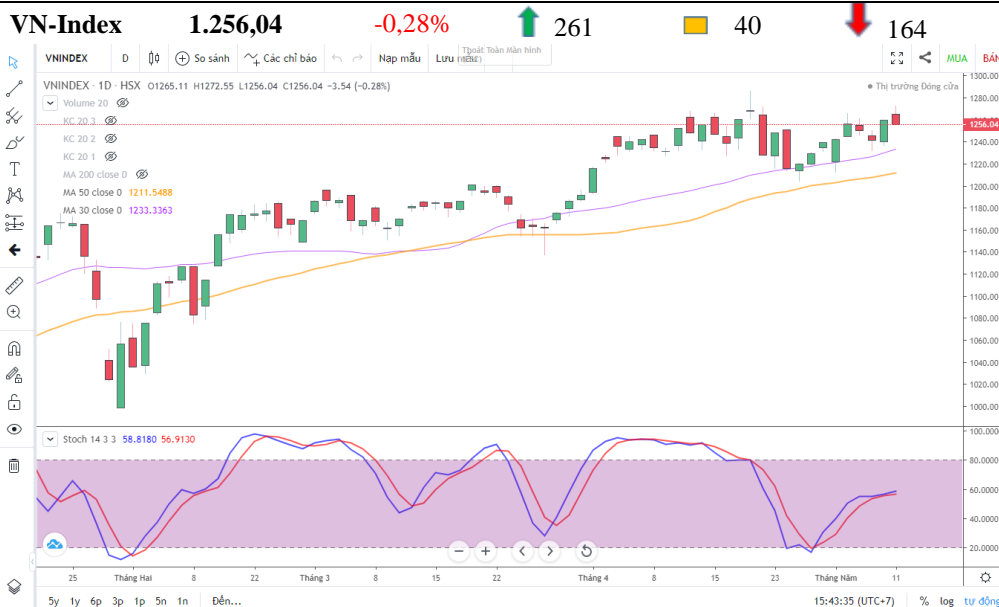 VN-Index 1.256,04 -0,28% 261 40 164
VNINDEX D So sánh Các chỉ báo Nạp mẫu Lưu mẫu MUA BÁN
Thoát Toàn Màn hình
VNINDEX · 1D · HSX O1265.11 H1272.55 L1256.04 C1256.04 −3.54 (−0.28%)
Thị trường Đóng cửa
Volume 20
KC 20 3
KC 20 2
KC 20 1
MA 200 close 0
MA 50 close 0 1211.5488
MA 30 close 0 1233.3363
1300.00
1280.00
1256.04
1240.00
1220.00
1200.00
1180.00
1160.00
1140.00
1120.00
1100.00
1080.00
1060.00
1040.00
1020.00
1000.00
Stoch 14 3 3 58.8180 56.9130
100.0000
80.0000
60.0000
40.0000
20.0000
25 Tháng Hai 8 22 Tháng 3 8 15 22 Tháng 4 8 15 23 Tháng Năm 11
5y 1y 6p 3p 1p 5n 1n Đến... 15:43:35 (UTC+7) % log tự động